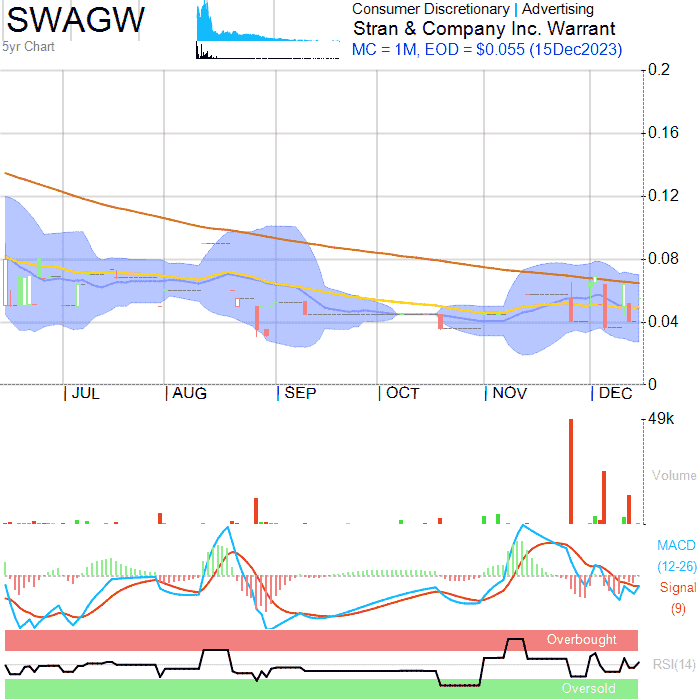 SWAGW
5yr Chart
Consumer Discretionary | Advertising
Stran & Company Inc. Warrant
MC = 1M, EOD = $0.055 (15Dec2023)
0.2
0.16
0.12
0.08
0.04
0
JUL AUG SEP OCT NOV DEC
49k
Volume
MACD
(12-26)
Signal
(9)
Overbought
RSI(14)
Oversold